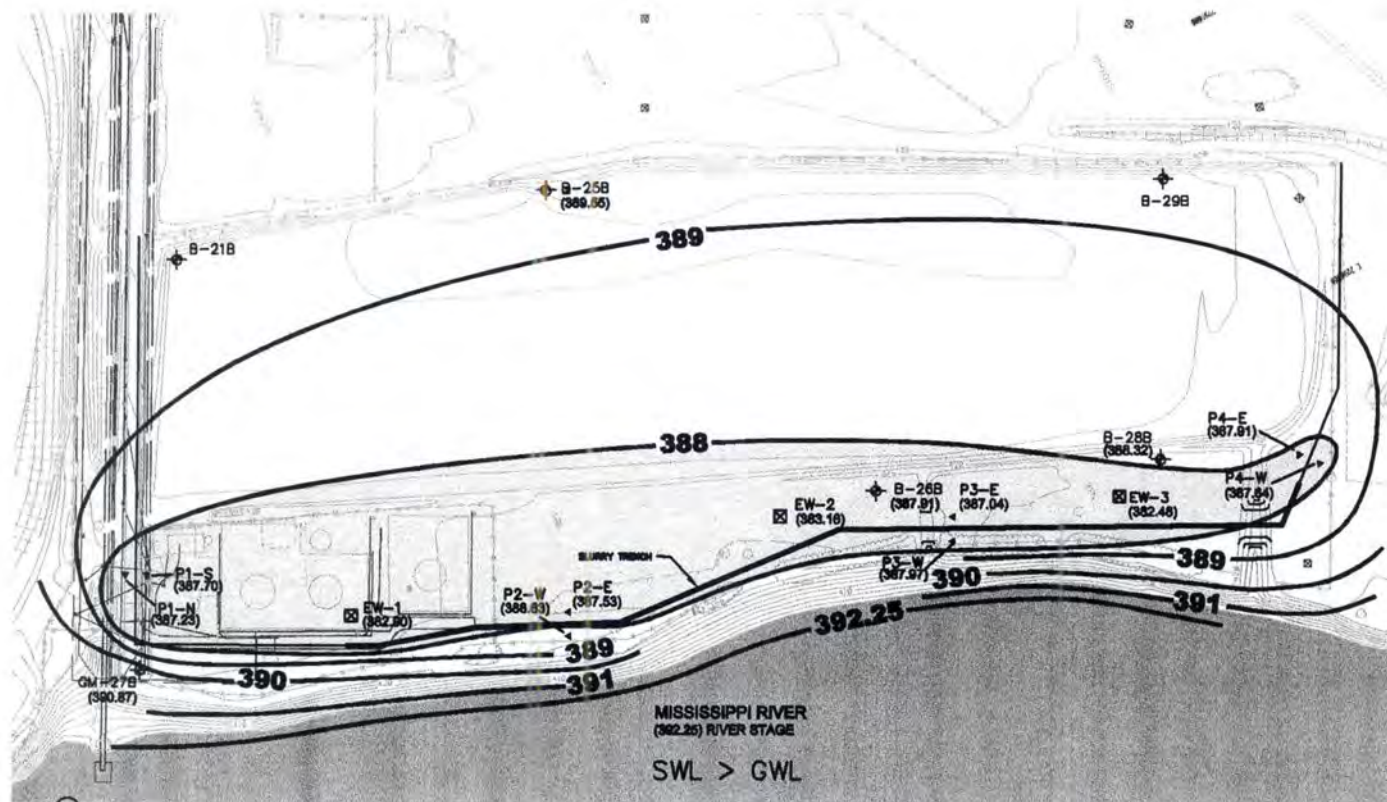 B-25B
(389.55)
B-29B
B-21B
389
388
P4-E
(387.91)
B-28B
(388.32)
P4-W
(387.64)
B-26B
(387.91)
P3-E
(387.04)
EW-3
(382.48)
EW-2
(383.16)
SLURRY TRENCH
P3-W
(387.97)
389
390
391
P1-S
(387.70)
P1-N
(387.23)
EW-1
(382.90)
P2-W
(388.63)
P2-E
(387.53)
392.25
389
390
391
GM-27B
(390.87)
MISSISSIPPI RIVER
(392.25) RIVER STAGE
SWL > GWL